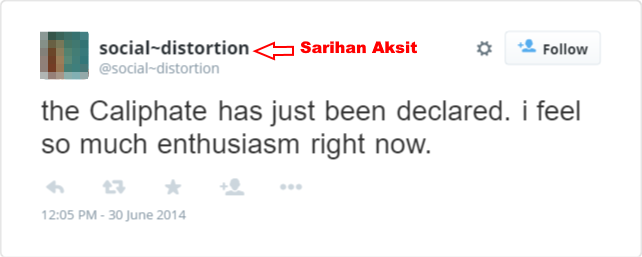 social~distortion Sarihan Aksit Follow
@social~distortion
the Caliphate has just been declared. i feel
so much enthusiasm right now.
12:05 PM - 30 June 2014